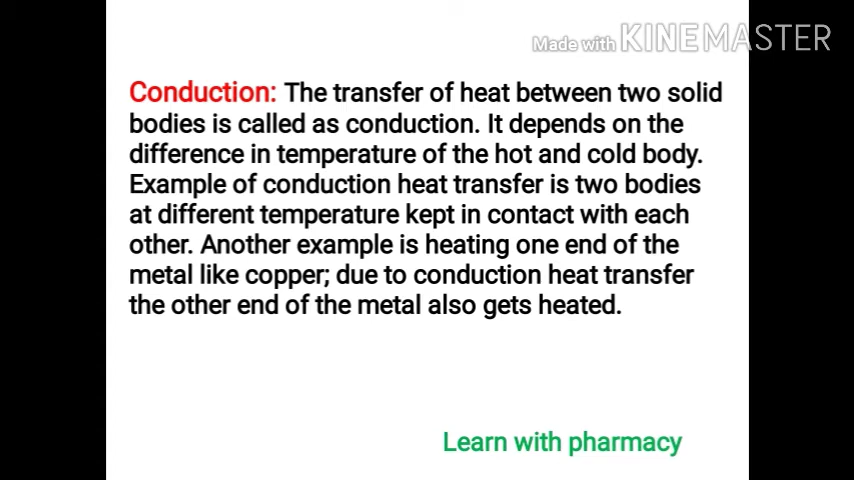 Made with KINEMASTER
Conduction: The transfer of heat between two solid
bodies is called as conduction. It depends on the
difference in temperature of the hot and cold body.
Example of conduction heat transfer is two bodies
at different temperature kept in contact with each
other. Another example is heating one end of the
metal like copper; due to conduction heat transfer
the other end of the metal also gets heated.
Learn with pharmacy